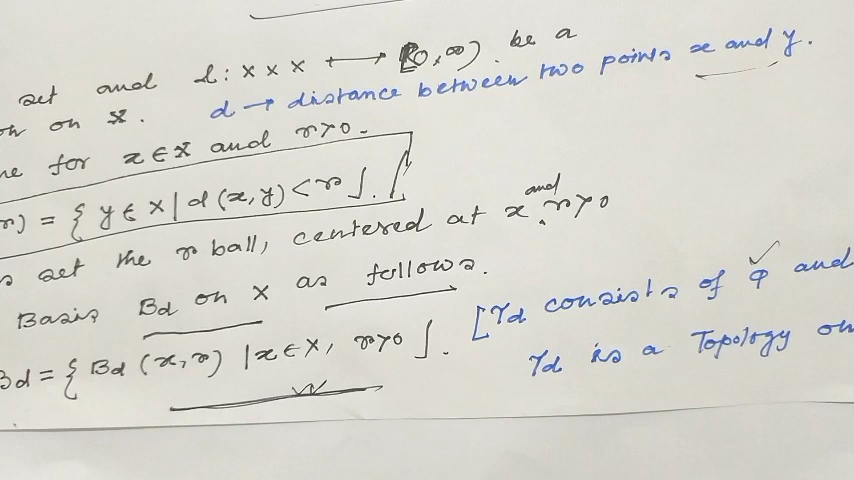 set and d : X × X ⟷ [0, ∞) be a
on X. d → distance between two points x and y.
for x ∈ X and r > 0.
r) = { y ∈ X | d (x, y) < r }.
set the r ball, centered at x and r > 0
Basis Bd on X as follows.
Bd = { Bd (x, r) | x ∈ X, r > 0 }. [ Td consists of φ and
Td is a Topology on